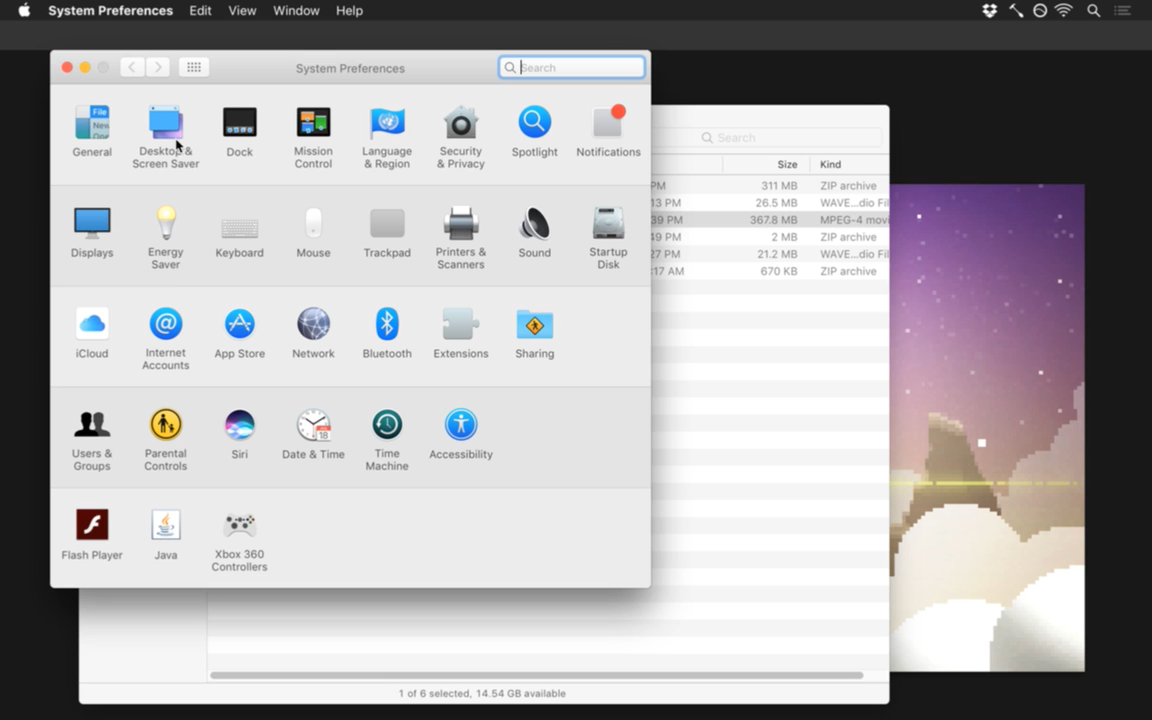 System Preferences Edit View Window Help
System Preferences
Search
General
Desktop &
Screen Saver
Dock
Mission
Control
Language
& Region
Security
& Privacy
Spotlight
Notifications
Displays
Energy
Saver
Keyboard
Mouse
Trackpad
Printers &
Scanners
Sound
Startup
Disk
iCloud
Internet
Accounts
App Store
Network
Bluetooth
Extensions
Sharing
Users &
Groups
Parental
Controls
Siri
Date & Time
Time
Machine
Accessibility
Flash Player
Java
Xbox 360
Controllers
Search
Size Kind
PM 311 MB ZIP archive
13 PM 26.5 MB WAVE...dio Fil
39 PM 367.8 MB MPEG-4 movi
49 PM 2 MB ZIP archive
27 PM 21.2 MB WAVE...dio Fil
:17 AM 670 KB ZIP archive
1 of 6 selected, 14.54 GB available